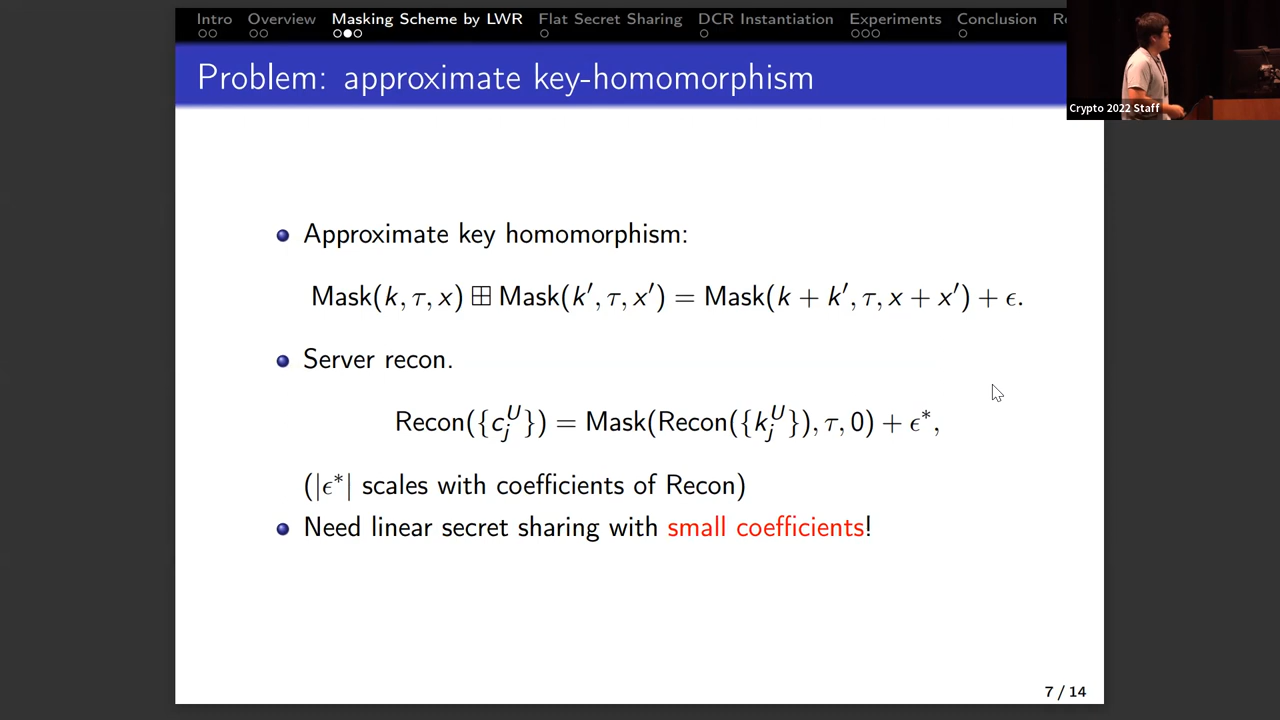 Intro Overview Masking Scheme by LWR Flat Secret Sharing DCR Instantiation Experiments Conclusion
Problem: approximate key-homomorphism
Crypto 2022 Staff
Approximate key homomorphism:
Mask(k, τ, x) ⊞ Mask(k′, τ, x′) = Mask(k + k′, τ, x + x′) + ϵ.
Server recon.
Recon({c_j^U}) = Mask(Recon({k_j^U}), τ, 0) + ϵ*,
(|ϵ*| scales with coefficients of Recon)
Need linear secret sharing with small coefficients!
7 / 14